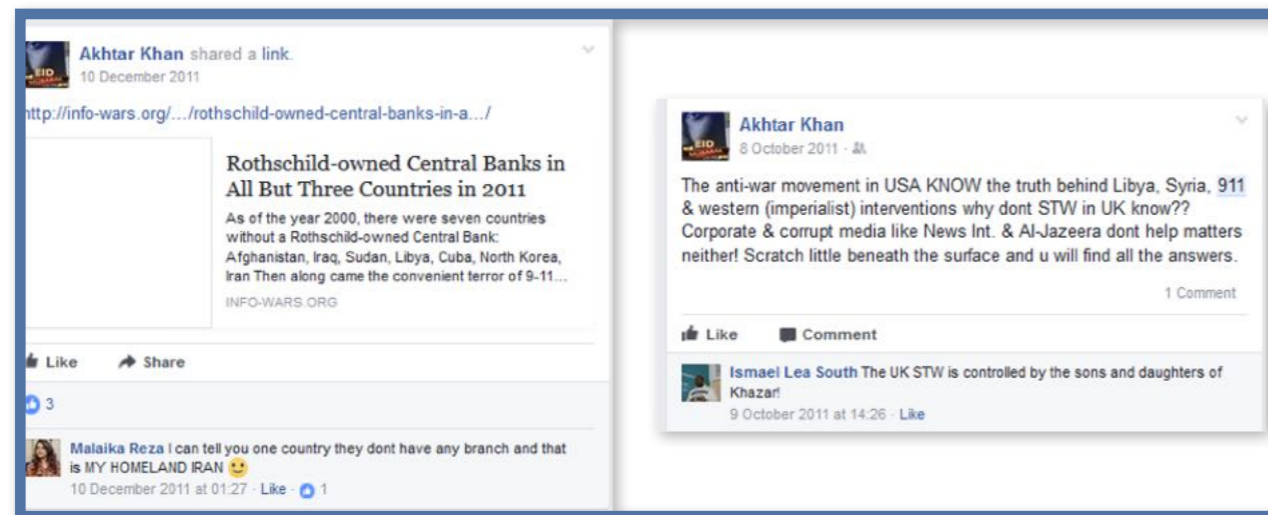 Akhtar Khan shared a link.
10 December 2011
http://info-wars.org/.../rothschild-owned-central-banks-in-a.../
Rothschild-owned Central Banks in
All But Three Countries in 2011
As of the year 2000, there were seven countries
without a Rothschild-owned Central Bank:
Afghanistan, Iraq, Sudan, Libya, Cuba, North Korea,
Iran Then along came the convenient terror of 9-11...
INFO-WARS.ORG
Like Share
3
Malaika Reza I can tell you one country they dont have any branch and that
is MY HOMELAND IRAN 🙂
10 December 2011 at 01:27 · Like · 1
EID
Akhtar Khan
8 October 2011 ·
The anti-war movement in USA KNOW the truth behind Libya, Syria, 911
& western (imperialist) interventions why dont STW in UK know??
Corporate & corrupt media like News Int. & Al-Jazeera dont help matters
neither! Scratch little beneath the surface and u will find all the answers.
1 Comment
Like Comment
Ismael Lea South The UK STW is controlled by the sons and daughters of
Khazar!
9 October 2011 at 14:26 · Like